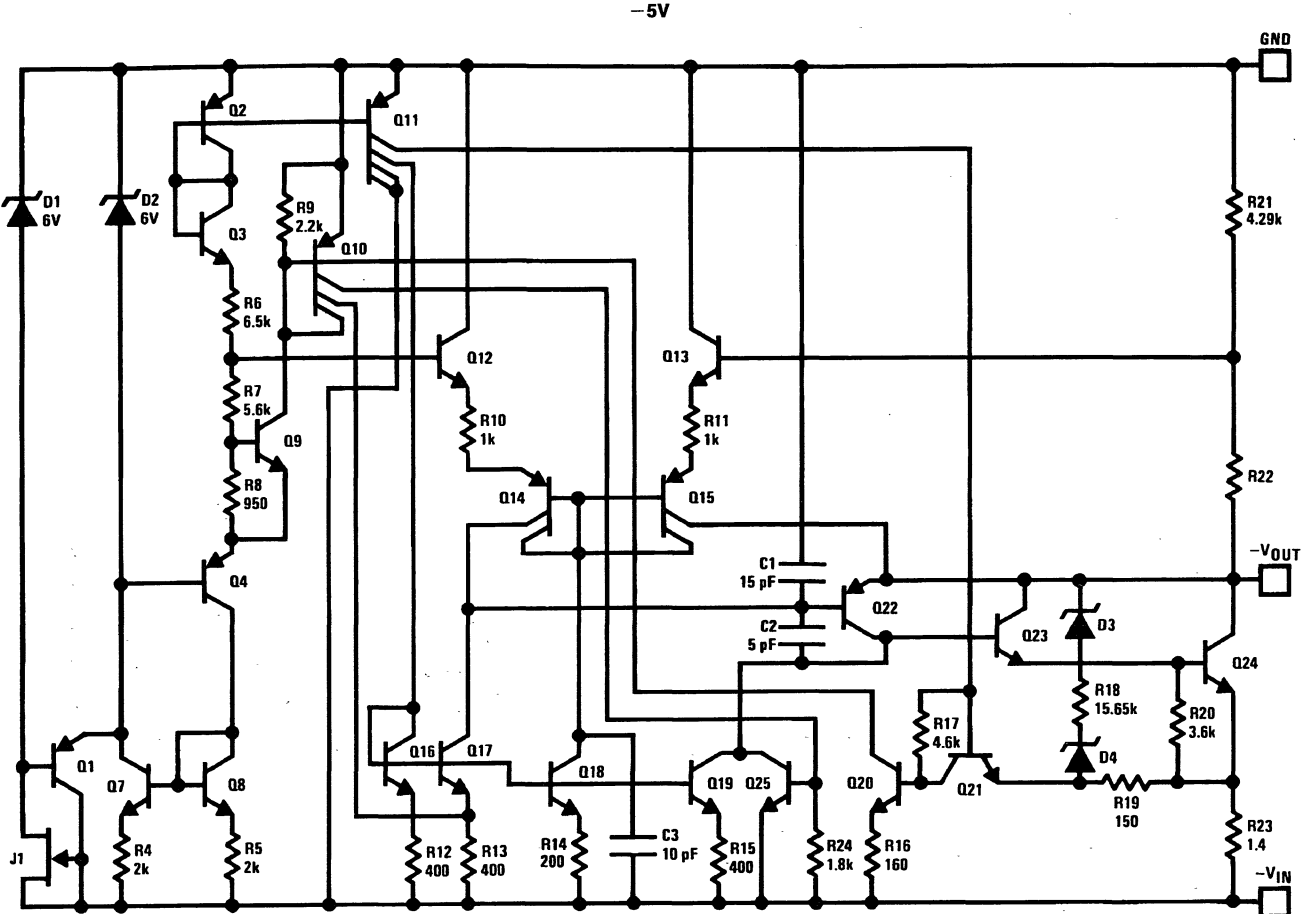 −5V
GND
Q2
Q11
D1
6V
D2
6V
R9
2.2k
R21
4.29k
Q3
Q10
R6
6.5k
Q12
Q13
R7
5.6k
R10
1k
R11
1k
Q9
R8
950
Q14
Q15
R22
−VOUT
C1
15 pF
Q4
Q22
C2
5 pF
Q23
D3
Q24
R18
15.65k
R20
3.6k
R17
4.6k
Q16
Q17
Q1
Q7
Q8
Q18
Q19
Q25
Q20
Q21
D4
R19
150
J1
R4
2k
R5
2k
R12
400
R13
400
R14
200
C3
10 pF
R15
400
R24
1.8k
R16
160
R23
1.4
−VIN